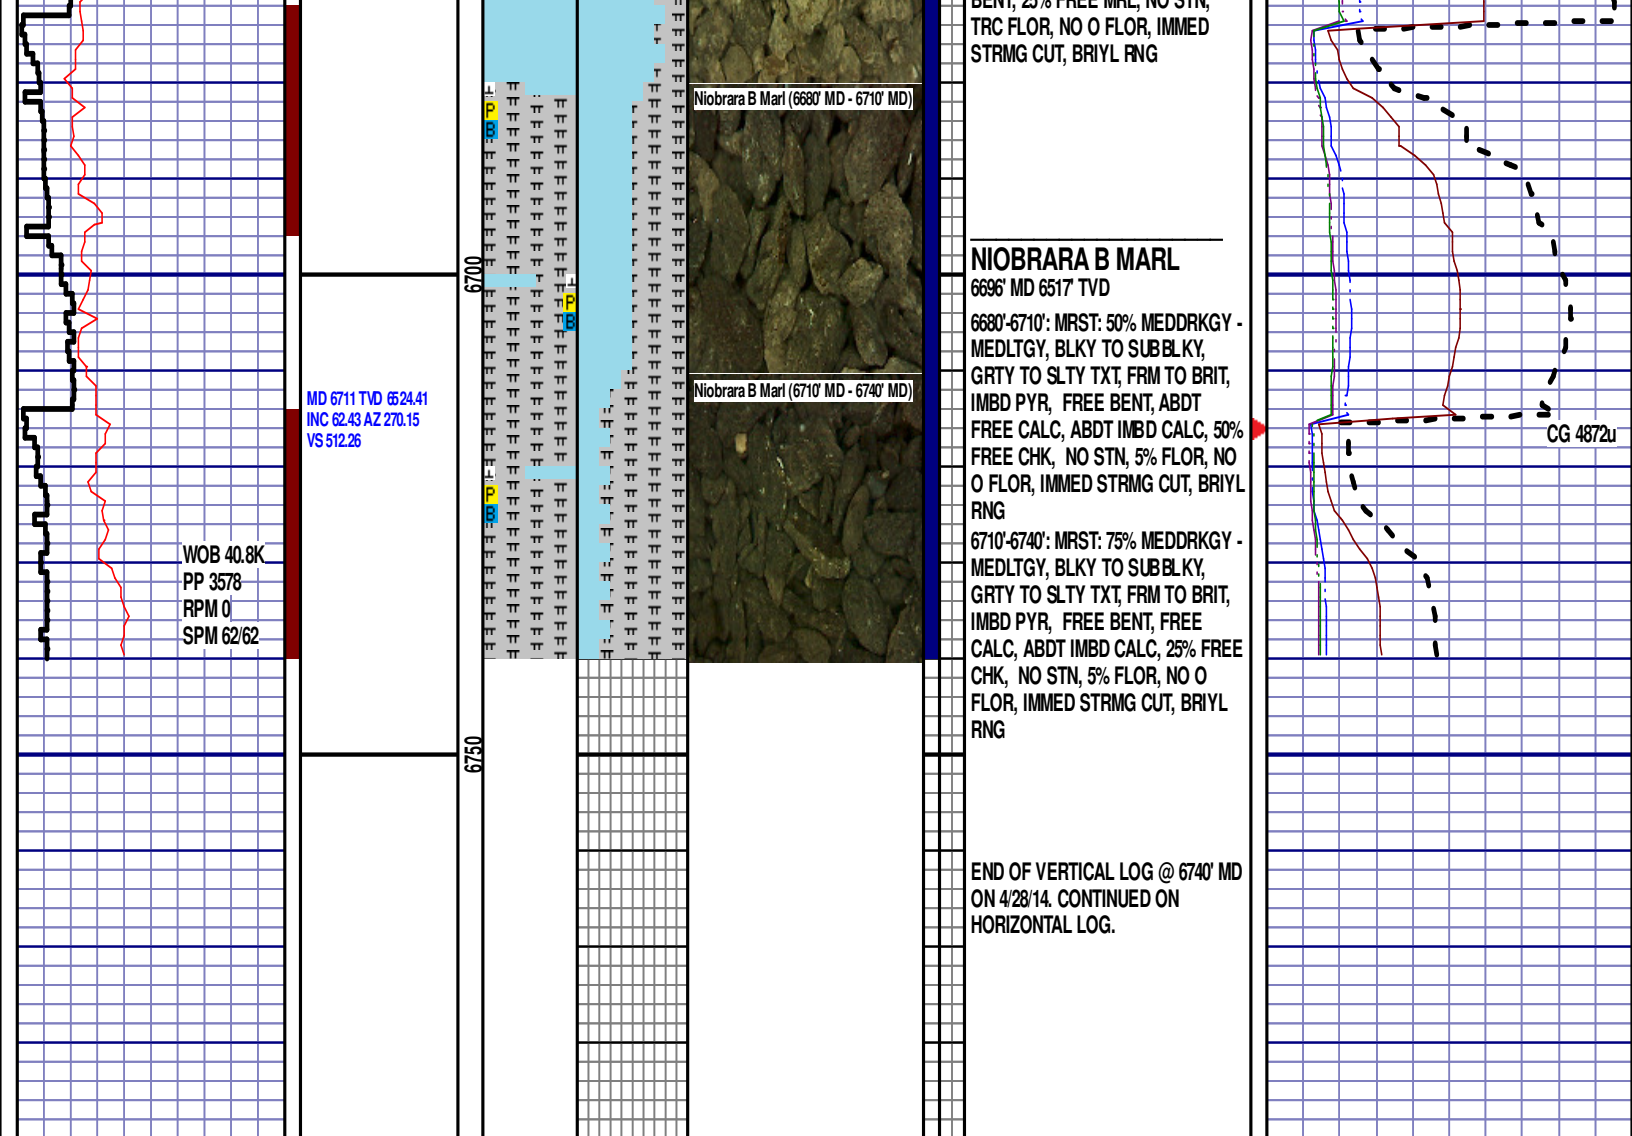 BENT, 25% FREE MRL, NO STN,
TRC FLOR, NO O FLOR, IMMED
STRMG CUT, BRIYL RNG
Niobrara B Marl (6680' MD - 6710' MD)
P
B
NIOBRARA B MARL
6696' MD 6517' TVD
6700
P
B
6680'-6710': MRST: 50% MEDDRKGY -
MEDLTGY, BLKY TO SUBBLKY,
GRTY TO SLTY TXT, FRM TO BRIT,
IMBD PYR, FREE BENT, ABDT
FREE CALC, ABDT IMBD CALC, 50%
FREE CHK, NO STN, 5% FLOR, NO
O FLOR, IMMED STRMG CUT, BRIYL
RNG
Niobrara B Marl (6710' MD - 6740' MD)
MD 6711 TVD 6524.41
INC 62.43 AZ 270.15
VS 512.26
CG 4872u
P
B
6710'-6740': MRST: 75% MEDDRKGY -
MEDLTGY, BLKY TO SUBBLKY,
GRTY TO SLTY TXT, FRM TO BRIT,
IMBD PYR, FREE BENT, FREE
CALC, ABDT IMBD CALC, 25% FREE
CHK, NO STN, 5% FLOR, NO O
FLOR, IMMED STRMG CUT, BRIYL
RNG
WOB 40.8K
PP 3578
RPM 0
SPM 62/62
6750
END OF VERTICAL LOG @ 6740' MD
ON 4/28/14. CONTINUED ON
HORIZONTAL LOG.